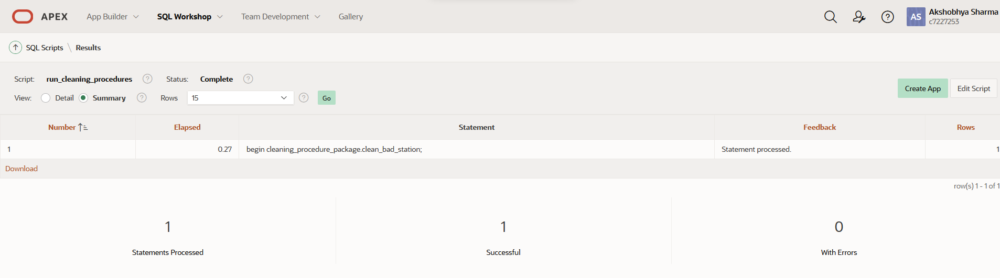 APEX App Builder SQL Workshop Team Development Gallery AS Akshobhya Sharma
c7227253
SQL Scripts \ Results
Script: run_cleaning_procedures ? Status: Complete ?
View: Detail Summary ? Rows 15 ? Go
Create App Edit Script
Number Elapsed Statement Feedback Rows
1 0.27 begin cleaning_procedure_package.clean_bad_station; Statement processed. 1
Download
row(s) 1 - 1 of 1
1 1 0
Statements Processed Successful With Errors